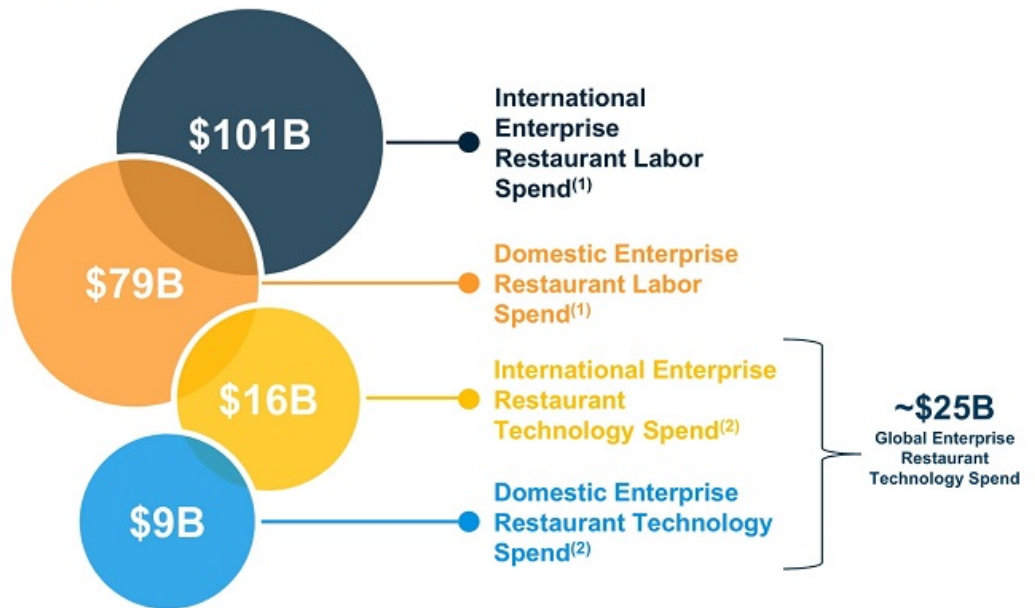 $101B
International
Enterprise
Restaurant Labor
Spend(1)
$79B
Domestic Enterprise
Restaurant Labor
Spend(1)
$16B
International Enterprise
Restaurant
Technology Spend(2)
$9B
Domestic Enterprise
Restaurant Technology
Spend(2)
~$25B
Global Enterprise
Restaurant
Technology Spend